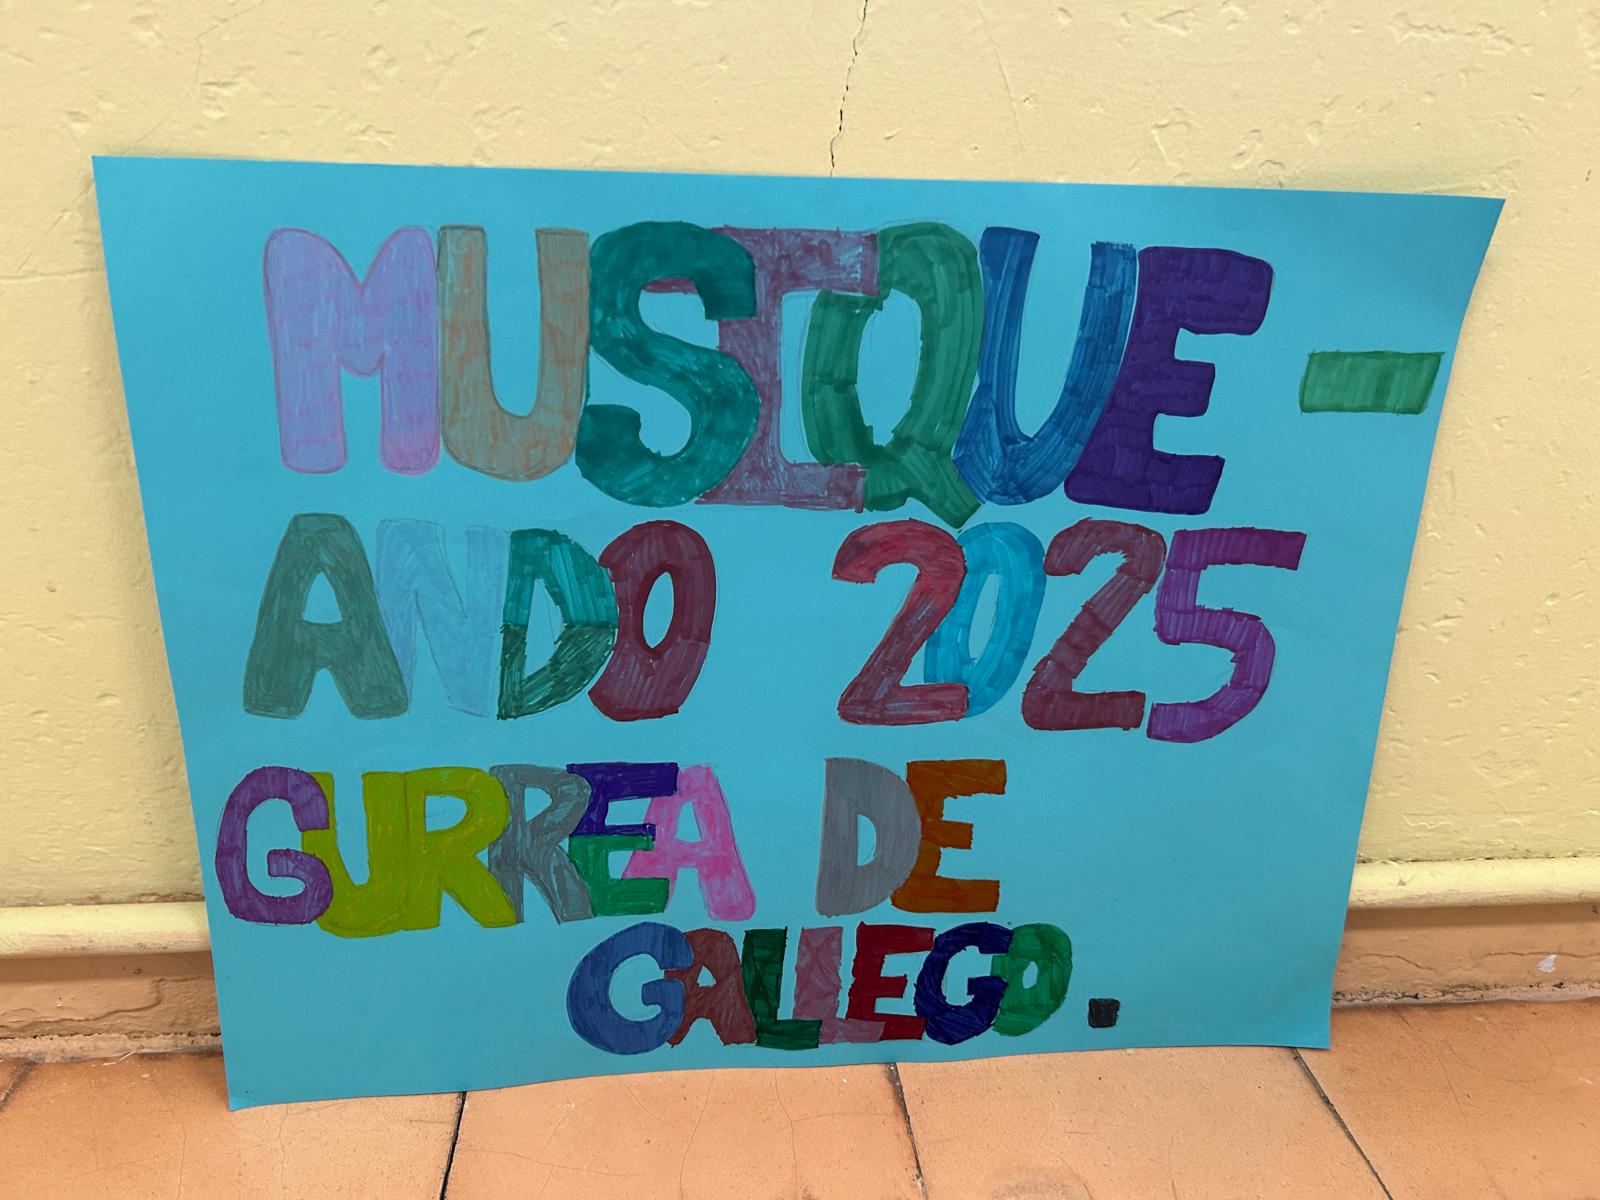 MUSIQUE-
ANDO 2025
GURREA DE
GALLEGO.